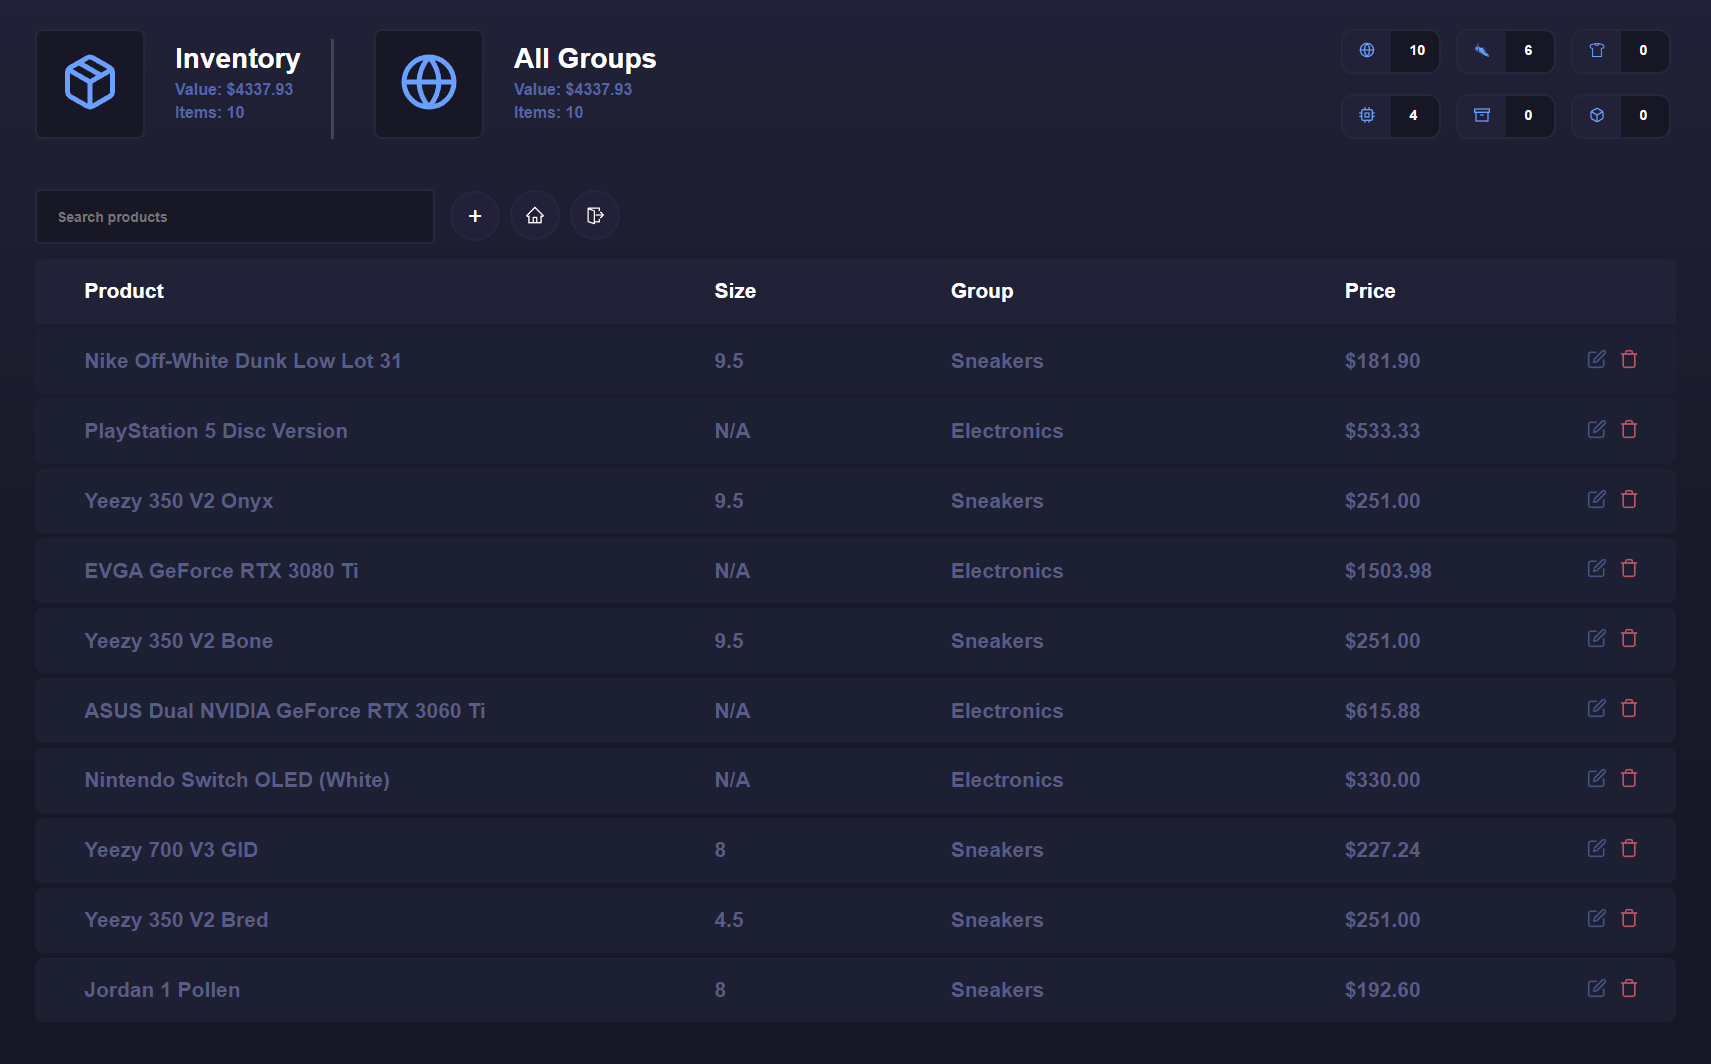 Inventory
Value: $4337.93
Items: 10
All Groups
Value: $4337.93
Items: 10
10 6 0
4 0 0
Search products
+
Product Size Group Price
Nike Off-White Dunk Low Lot 31 9.5 Sneakers $181.90
PlayStation 5 Disc Version N/A Electronics $533.33
Yeezy 350 V2 Onyx 9.5 Sneakers $251.00
EVGA GeForce RTX 3080 Ti N/A Electronics $1503.98
Yeezy 350 V2 Bone 9.5 Sneakers $251.00
ASUS Dual NVIDIA GeForce RTX 3060 Ti N/A Electronics $615.88
Nintendo Switch OLED (White) N/A Electronics $330.00
Yeezy 700 V3 GID 8 Sneakers $227.24
Yeezy 350 V2 Bred 4.5 Sneakers $251.00
Jordan 1 Pollen 8 Sneakers $192.60